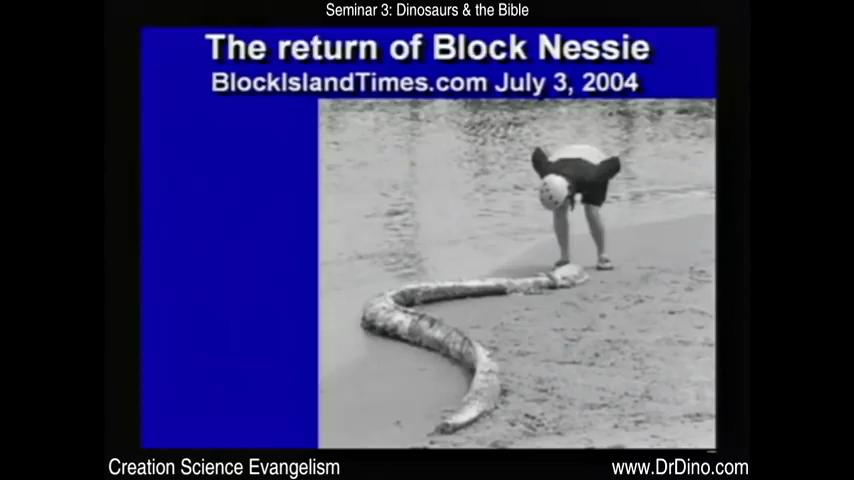 Seminar 3: Dinosaurs & the Bible
The return of Block Nessie
BlockIslandTimes.com July 3, 2004
Creation Science Evangelism
www.DrDino.com